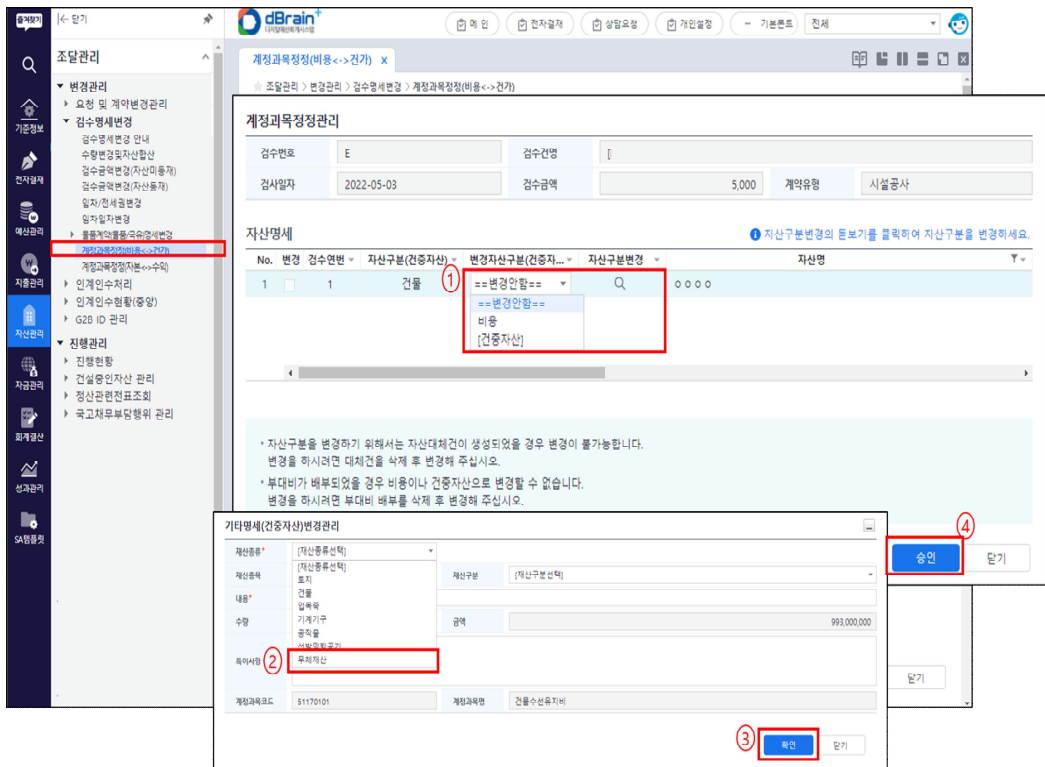 즐겨찾기
닫기
dBrain+
디지털예산회계시스템
메 인
전자결재
상담요청
개인설정
－ 기본폰트
전체
조달관리
변경관리
요청 및 계약변경관리
검수명세변경
검수명세변경 안내
수량변경및자산합산
검수금액변경(자산미등재)
검수금액변경(자산등재)
임차/전세권변경
임차일자변경
물품계약(물품/국유)명세변경
계정과목정정(비용<->건가)
계정과목정정(자본<->수익)
인계인수처리
인계인수현황(중앙)
G2B ID 관리
진행관리
진행현황
건설중인자산 관리
정산관련전표조회
국고채무부담행위 관리
기준정보
전자결재
예산관리
지출관리
자산관리
자금관리
회계결산
성과관리
SA템플릿
계정과목정정(비용<->건가) x
조달관리 > 변경관리 > 검수명세변경 > 계정과목정정(비용<->건가)
계정과목정정관리
검수번호 E 검수건명
검사일자 2022-05-03 검수금액 5,000 계약유형 시설공사
자산명세
자산구분변경의 돋보기를 클릭하여 자산구분을 변경하세요.
No. 변경 검수연번 자산구분(건중자산) 변경자산구분(건중자... 자산구분변경 자산명
1 1 건물 ① ==변경안함== ㅇㅇㅇㅇ
==변경안함==
비용
[건중자산]
* 자산구분을 변경하기 위해서는 자산대체건이 생성되었을 경우 변경이 불가능합니다.
변경을 하시려면 대체건을 삭제 후 변경해 주십시오.
* 부대비가 배부되었을 경우 비용이나 건중자산으로 변경할 수 없습니다.
변경을 하시려면 부대비 배부를 삭제 후 변경해 주십시오.
④
승인 닫기
닫기
기타명세(건중자산)변경관리
재산종류* [재산종류선택]
[재산종류선택]
토지
재산종목 재산구분 [재산구분선택]
건물
내용*
입목죽
수량 기계기구 금액 993,000,000
공작물
선박및항공기
특이사항 ② 무체재산
계정과목코드 51170101 계정과목명 건물수선유지비
③ 확인 닫기